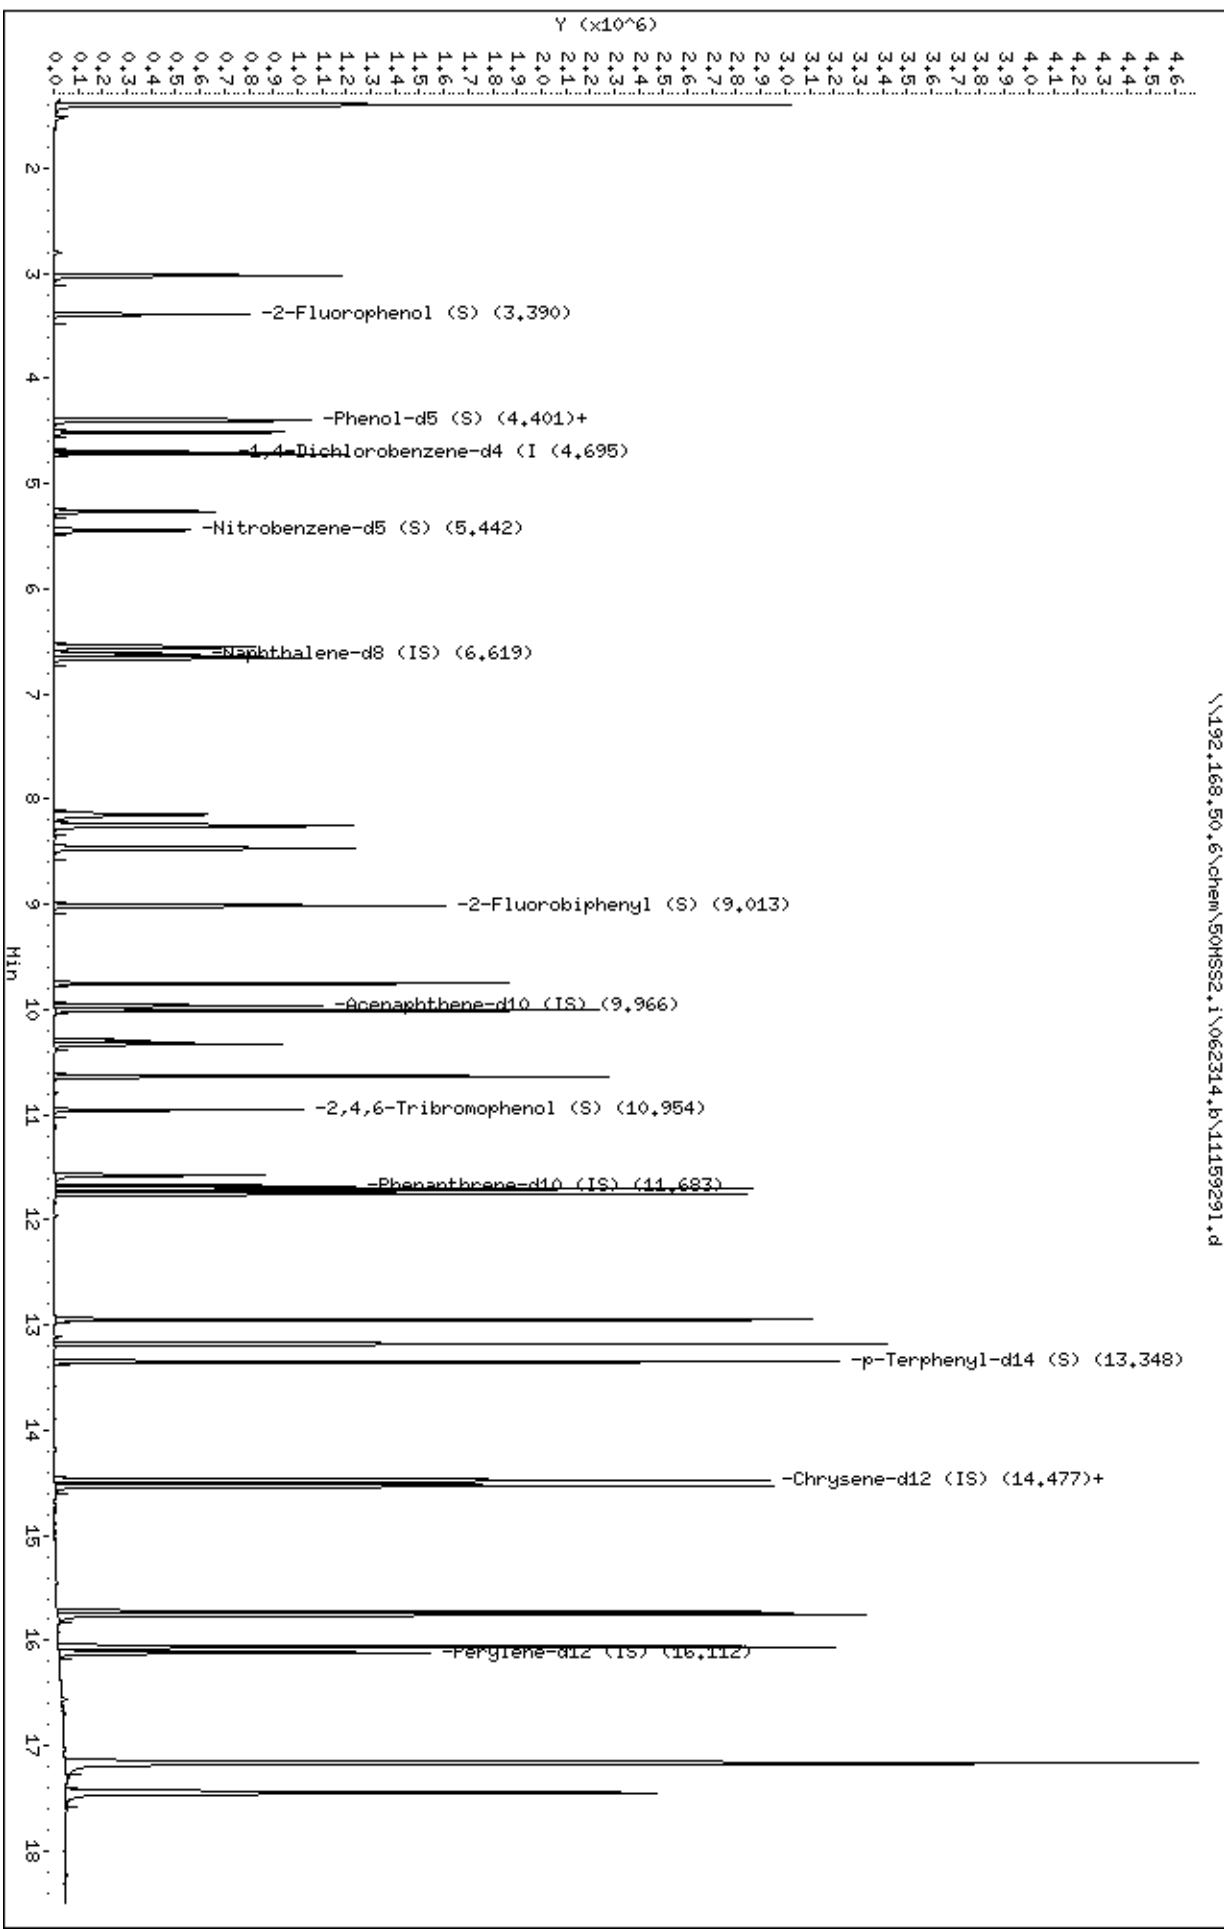 \\192.168.50.6\chem\50MSS2.i\062314.b\11159291.d
Y (x10^6)
4.6
4.5
4.4
4.3
4.2
4.1
4.0
3.9
3.8
3.7
3.6
3.5
3.4
3.3
3.2
3.1
3.0
2.9
2.8
2.7
2.6
2.5
2.4
2.3
2.2
2.1
2.0
1.9
1.8
1.7
1.6
1.5
1.4
1.3
1.2
1.1
1.0
0.9
0.8
0.7
0.6
0.5
0.4
0.3
0.2
0.1
0.0
-2-Fluorophenol (S) (3.390)
-Phenol-d5 (S) (4.401)+
-1,4-Dichlorobenzene-d4 (I (4.695)
-Nitrobenzene-d5 (S) (5.442)
-Naphthalene-d8 (IS) (6.619)
-2-Fluorobiphenyl (S) (9.013)
-Acenaphthene-d10 (IS) (9.966)
-2,4,6-Tribromophenol (S) (10.954)
-Phenanthrene-d10 (IS) (11.683)
-p-Terphenyl-d14 (S) (13.348)
-Chrysene-d12 (IS) (14.477)+
-Perylene-d12 (IS) (16.112)
2 3 4 5 6 7 8 9 10 11 12 13 14 15 16 17 18
Min